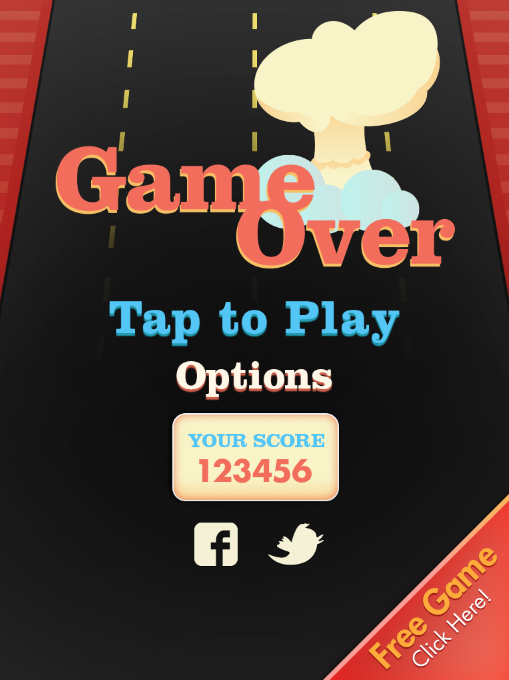 Game
Over
Tap to Play
Options
YOUR SCORE
123456
Free Game
Click Here!